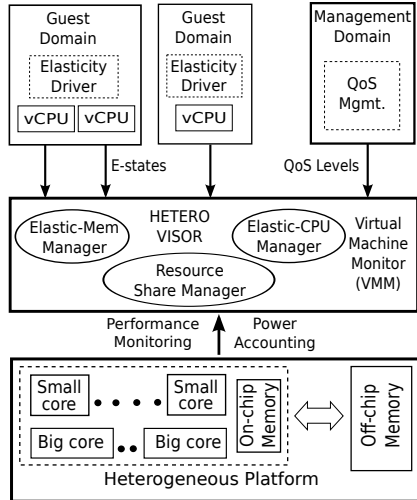 Guest
Domain
Elasticity
Driver
vCPU
vCPU
Guest
Domain
Elasticity
Driver
vCPU
Management
Domain
QoS
Mgmt.
E-states
QoS Levels
Elastic-Mem
Manager
HETERO
VISOR
Elastic-CPU
Manager
Resource
Share Manager
Virtual
Machine
Monitor
(VMM)
Performance
Monitoring
Power
Accounting
Small
core
Small
core
Big core
Big core
On-chip
Memory
Off-chip
Memory
Heterogeneous Platform